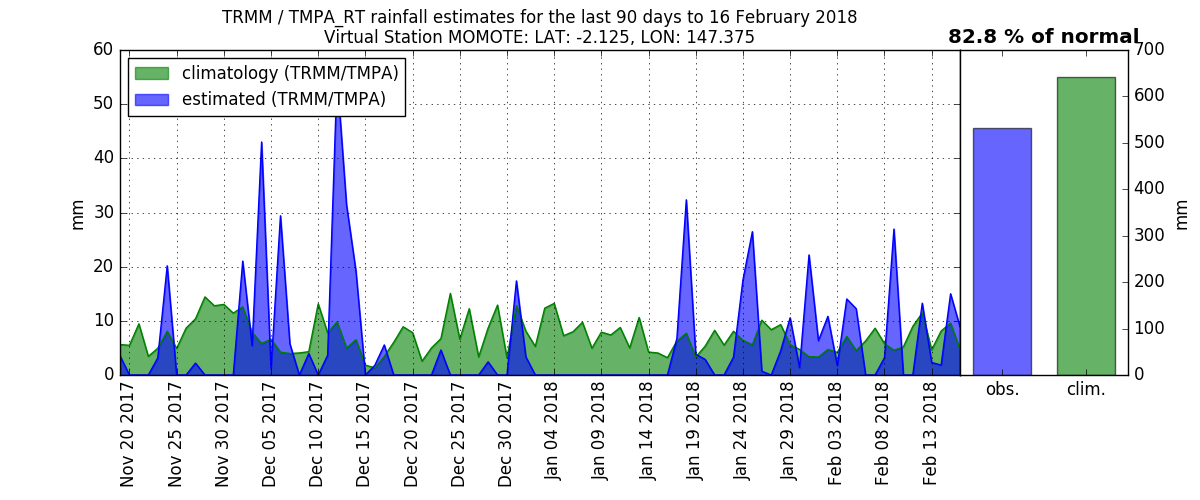 TRMM / TMPA_RT rainfall estimates for the last 90 days to 16 February 2018
Virtual Station MOMOTE: LAT: -2.125, LON: 147.375
82.8 % of normal
climatology (TRMM/TMPA)
estimated (TRMM/TMPA)
60
50
40
30
20
10
0
mm
700
600
500
400
300
200
100
0
mm
Nov 20 2017
Nov 25 2017
Nov 30 2017
Dec 05 2017
Dec 10 2017
Dec 15 2017
Dec 20 2017
Dec 25 2017
Dec 30 2017
Jan 04 2018
Jan 09 2018
Jan 14 2018
Jan 19 2018
Jan 24 2018
Jan 29 2018
Feb 03 2018
Feb 08 2018
Feb 13 2018
obs.
clim.